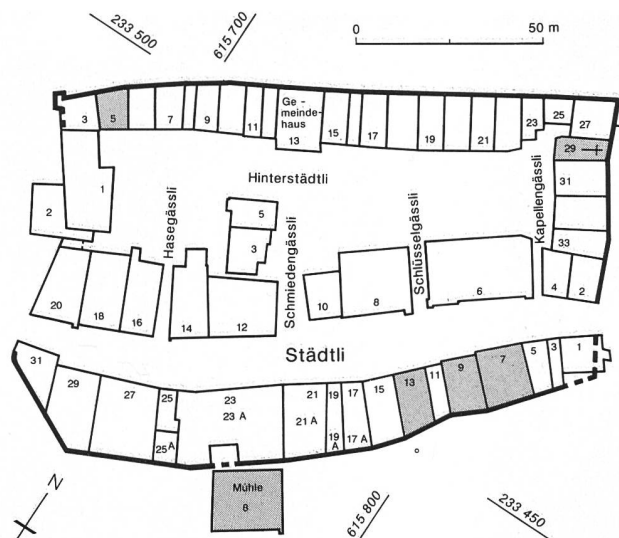 233 500
615 700
0 50 m
3 5 7 9 11 Ge-
meinde-
haus
13 15 17 19 21 23 25 27
29
1
Hinterstädtli
31
2
5
3
33
Hasegässli
Schmiedengässli
Schlüsselgässli
Kapellengässli
20 18 16 14 12 10 8 6 4 2
Städtli
31 29 27 25 23 21 19 17 15 13 11 9 7 5 3 1
25 A 23 A 21 A 19 A 17 A
Mühle
8
N
615 800
233 450